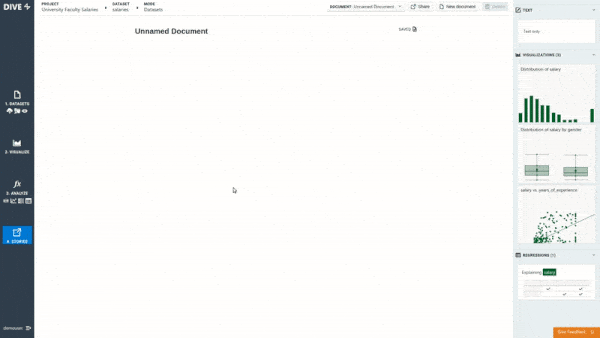 DIVE
PROJECT
University Faculty Salaries
DATASET
salaries
MODE
Datasets
DOCUMENT: Unnamed Document
Share
New document
Delete
Unnamed Document
SAVED
1. DATASETS
2. VISUALIZE
3. ANALYZE
4. STORIES
demouser
TEXT
Text only
VISUALIZATIONS (3)
Distribution of salary
Distribution of salary by gender
salary vs. years_of_experience
REGRESSIONS (1)
Explaining salary
Give Feedback